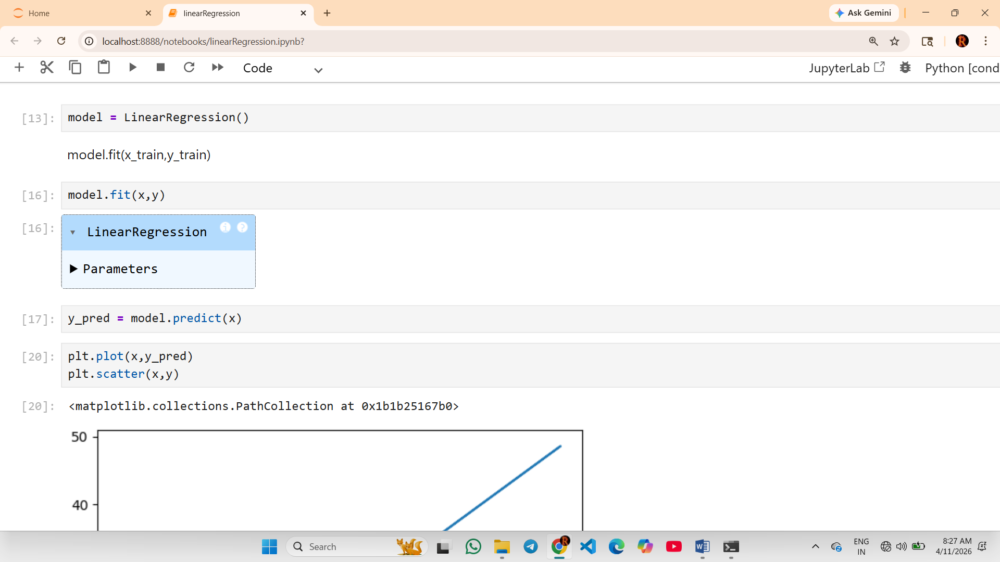 Home
linearRegression
Ask Gemini
localhost:8888/notebooks/linearRegression.ipynb?
Code
JupyterLab
Python [cond
[13]:
model = LinearRegression()
model.fit(x_train,y_train)
[16]:
model.fit(x,y)
[16]:
LinearRegression
i ?
Parameters
[17]:
y_pred = model.predict(x)
[20]:
plt.plot(x,y_pred)
plt.scatter(x,y)
[20]:
<matplotlib.collections.PathCollection at 0x1b1b25167b0>
50
40
Search
ENG
IN
8:27 AM
4/11/2026